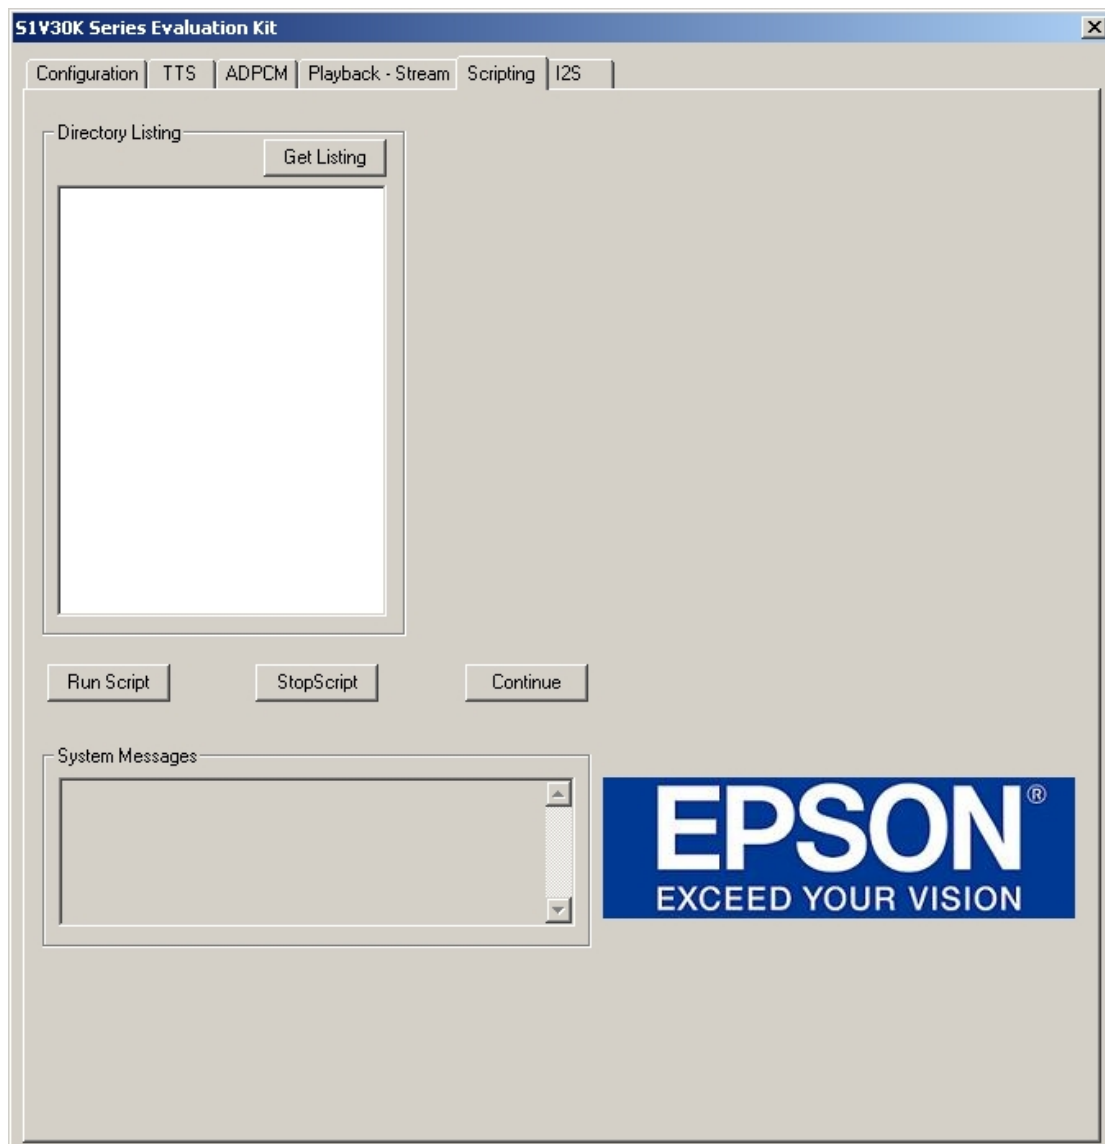 S1V30K Series Evaluation Kit
Configuration TTS ADPCM Playback - Stream Scripting I2S
Directory Listing
Get Listing
Run Script StopScript Continue
System Messages
EPSON®
EXCEED YOUR VISION